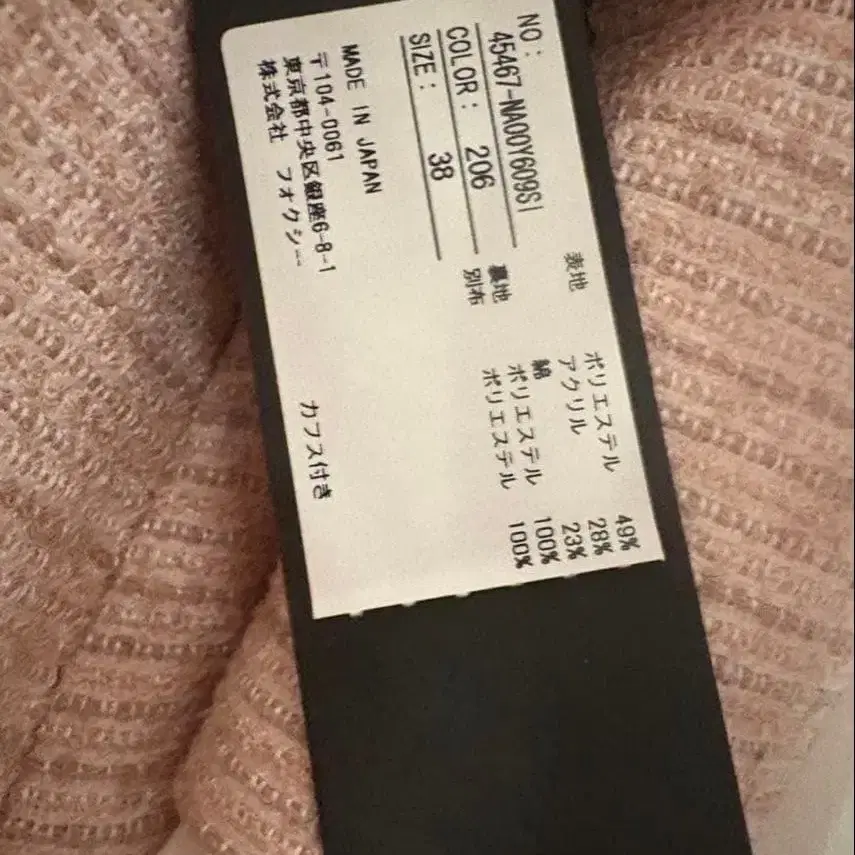 NO: 45467-NA00Y609SI
COLOR: 206
SIZE: 38
MADE IN JAPAN
〒104-0061
東京都中央区銀座6-8-1
株式会社 フォクシー
表地 ポリエステル 49%
アクリル 28%
綿 23%
裏地 ポリエステル 100%
別布 ポリエステル 100%
カフス付き